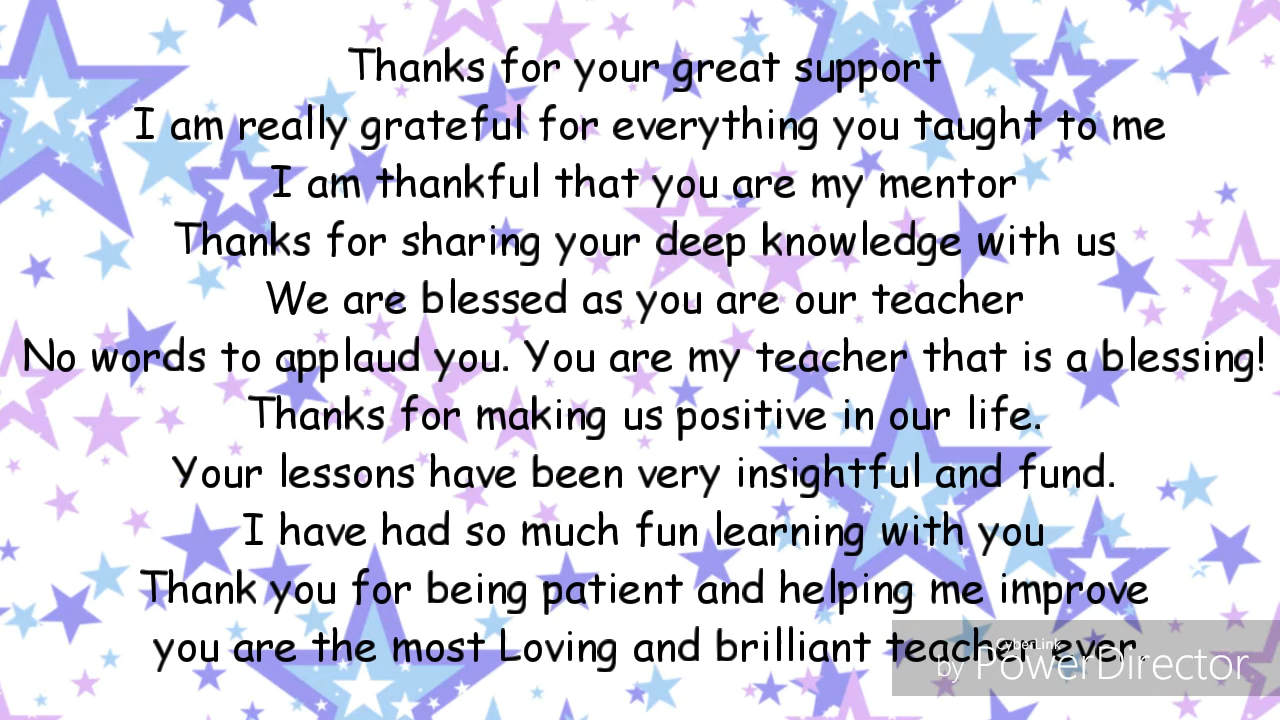 Thanks for your great support
I am really grateful for everything you taught to me
I am thankful that you are my mentor
Thanks for sharing your deep knowledge with us
We are blessed as you are our teacher
No words to applaud you. You are my teacher that is a blessing!
Thanks for making us positive in our life.
Your lessons have been very insightful and fund.
I have had so much fun learning with you
Thank you for being patient and helping me improve
you are the most Loving and brilliant teacher ever.
CyberLink
by PowerDirector